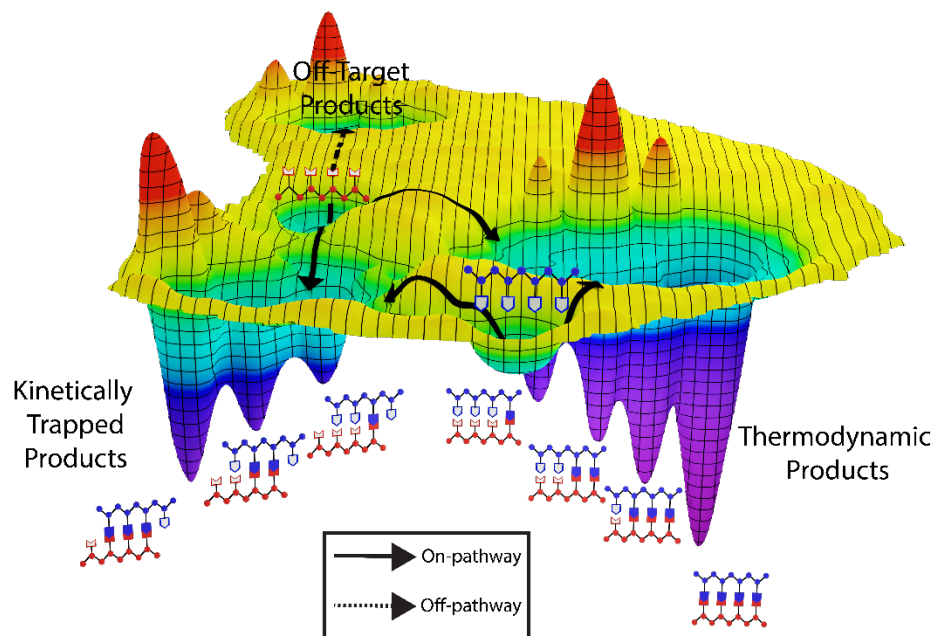 Off-Target
Products
Kinetically
Trapped
Products
Thermodynamic
Products
On-pathway
Off-pathway